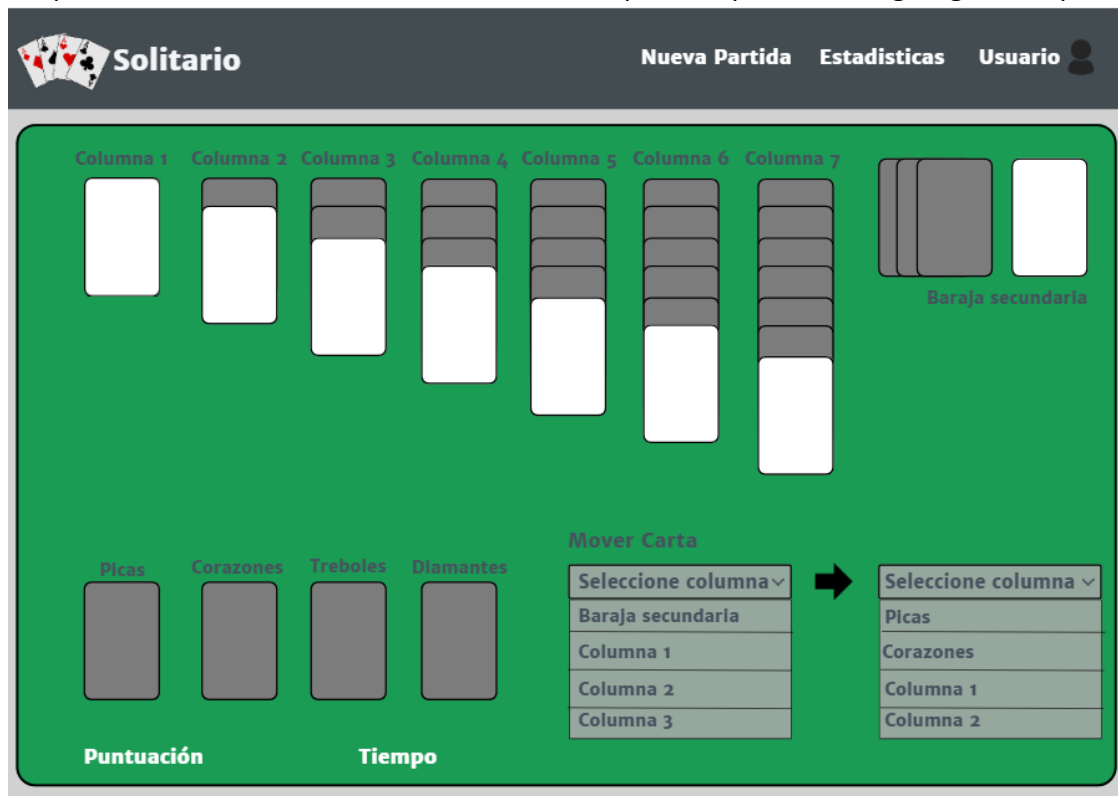 Solitario
Nueva Partida Estadisticas Usuario
Columna 1 Columna 2 Columna 3 Columna 4 Columna 5 Columna 6 Columna 7
Baraja secundaria
Picas Corazones Treboles Diamantes
Mover Carta
Seleccione columna
Baraja secundaria
Columna 1
Columna 2
Columna 3
Seleccione columna
Picas
Corazones
Columna 1
Columna 2
Puntuación Tiempo